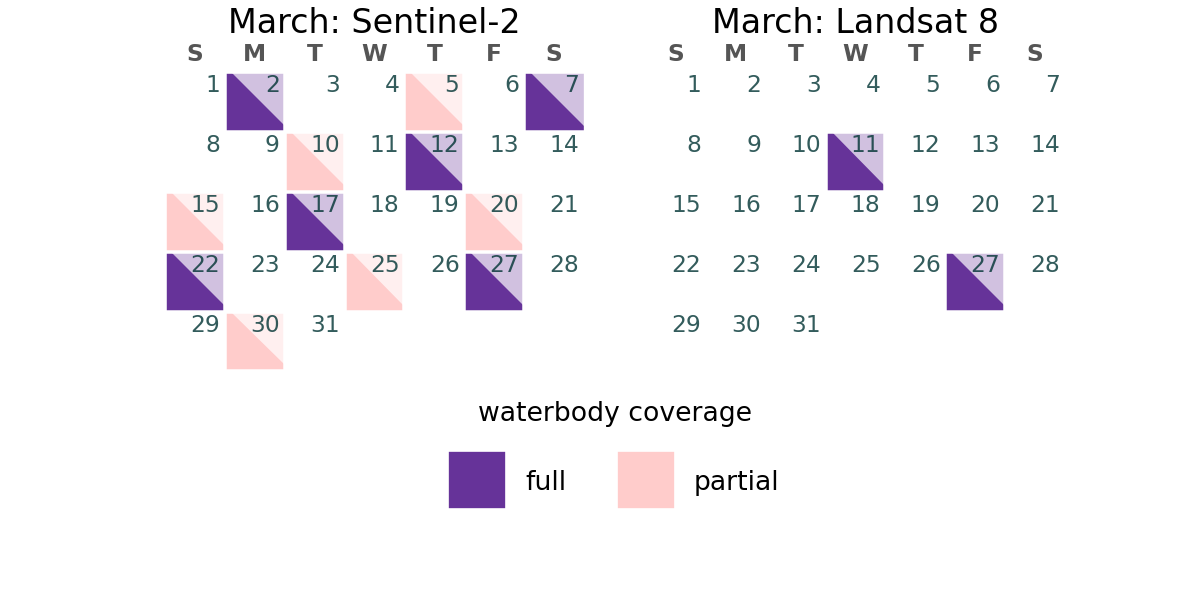 March: Sentinel-2
S M T W T F S
1 2 3 4 5 6 7
8 9 10 11 12 13 14
15 16 17 18 19 20 21
22 23 24 25 26 27 28
29 30 31
March: Landsat 8
S M T W T F S
1 2 3 4 5 6 7
8 9 10 11 12 13 14
15 16 17 18 19 20 21
22 23 24 25 26 27 28
29 30 31
waterbody coverage
full partial